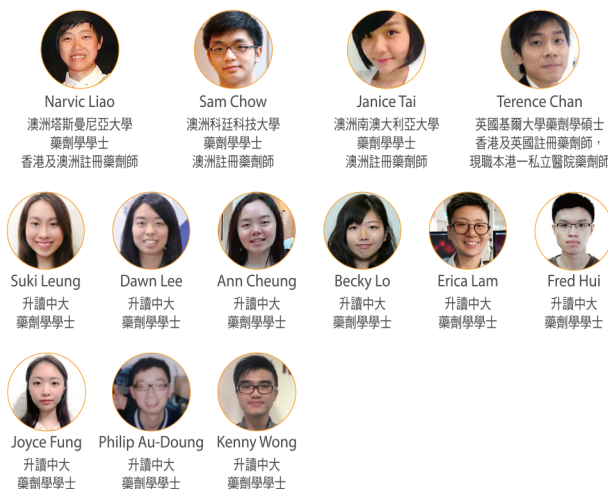 Narvic Liao
澳洲塔斯曼尼亞大學
藥劑學學士
香港及澳洲註冊藥劑師
Sam Chow
澳洲科廷科技大學
藥劑學學士
澳洲註冊藥劑師
Janice Tai
澳洲南澳大利亞大學
藥劑學學士
澳洲註冊藥劑師
Terence Chan
英國基爾大學藥劑學碩士
香港及英國註冊藥劑師，
現職本港一私立醫院藥劑師
Suki Leung
升讀中大
藥劑學學士
Dawn Lee
升讀中大
藥劑學學士
Ann Cheung
升讀中大
藥劑學學士
Becky Lo
升讀中大
藥劑學學士
Erica Lam
升讀中大
藥劑學學士
Fred Hui
升讀中大
藥劑學學士
Joyce Fung
升讀中大
藥劑學學士
Philip Au-Doung
升讀中大
藥劑學學士
Kenny Wong
升讀中大
藥劑學學士